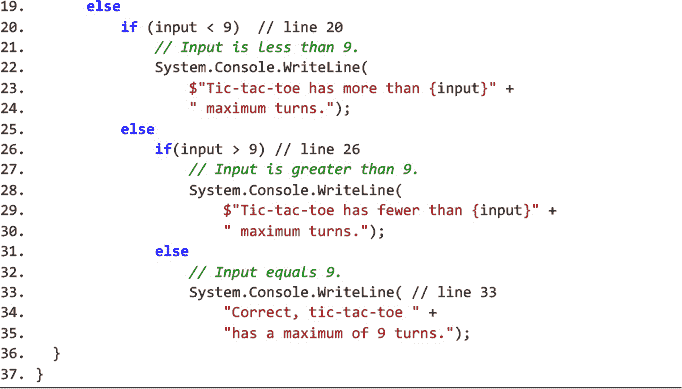 19.       else
20.           if (input < 9)  // line 20
21.               // Input is less than 9.
22.               System.Console.WriteLine(
23.                   $"Tic-tac-toe has more than {input}" +
24.                   " maximum turns.");
25.           else
26.               if(input > 9) // line 26
27.                   // Input is greater than 9.
28.                   System.Console.WriteLine(
29.                       $"Tic-tac-toe has fewer than {input}" +
30.                       " maximum turns.");
31.               else
32.                   // Input equals 9.
33.                   System.Console.WriteLine( // line 33
34.                       "Correct, tic-tac-toe " +
35.                       "has a maximum of 9 turns.");
36.   }
37. }